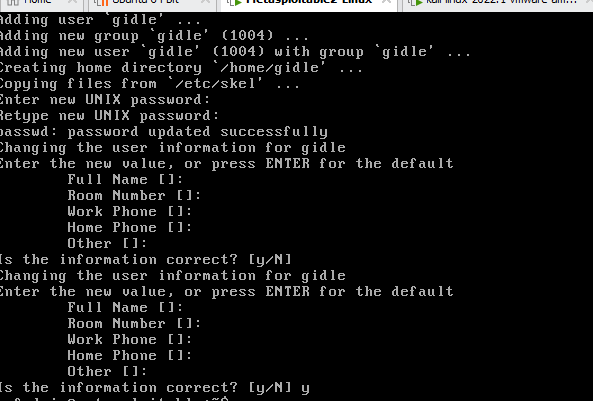 Home Ubuntu 64 bit Metasploitable2-Linux kali-linux-2022.1-vmware-am...
Adding user `gidle' ...
Adding new group `gidle' (1004) ...
Adding new user `gidle' (1004) with group `gidle' ...
Creating home directory `/home/gidle' ...
Copying files from `/etc/skel' ...
Enter new UNIX password:
Retype new UNIX password:
passwd: password updated successfully
Changing the user information for gidle
Enter the new value, or press ENTER for the default
Full Name []:
Room Number []:
Work Phone []:
Home Phone []:
Other []:
Is the information correct? [y/N]
Changing the user information for gidle
Enter the new value, or press ENTER for the default
Full Name []:
Room Number []:
Work Phone []:
Home Phone []:
Other []:
Is the information correct? [y/N] y